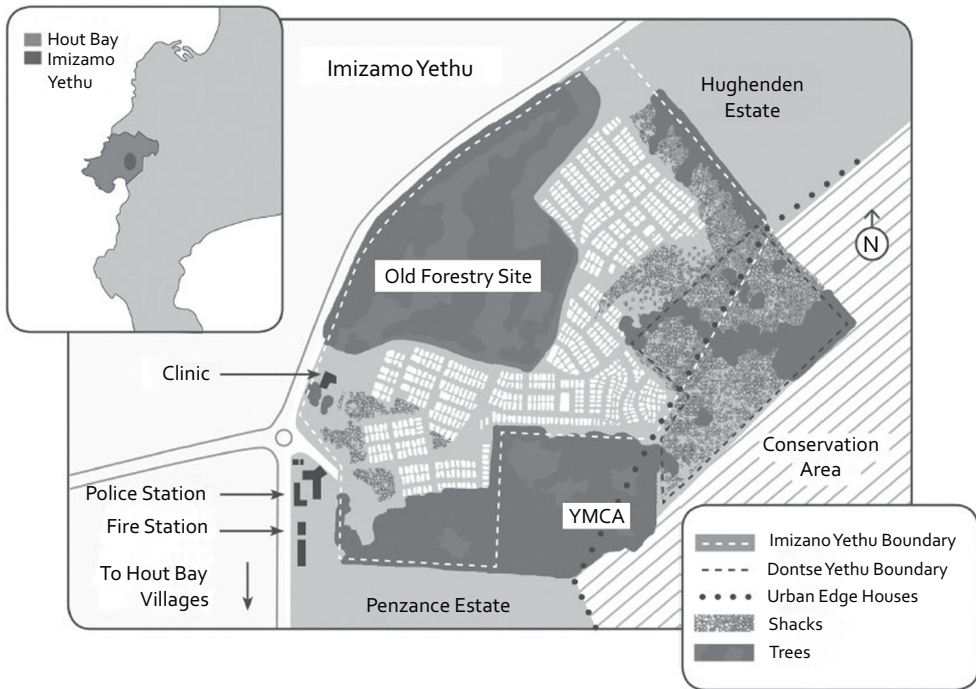 Hout Bay
Imizamo
Yethu
Imizamo Yethu
Hughenden
Estate
N
Old Forestry Site
Clinic
Conservation
Area
Police Station
YMCA
Fire Station
To Hout Bay
Villages
Penzance Estate
Imizano Yethu Boundary
Dontse Yethu Boundary
Urban Edge Houses
Shacks
Trees